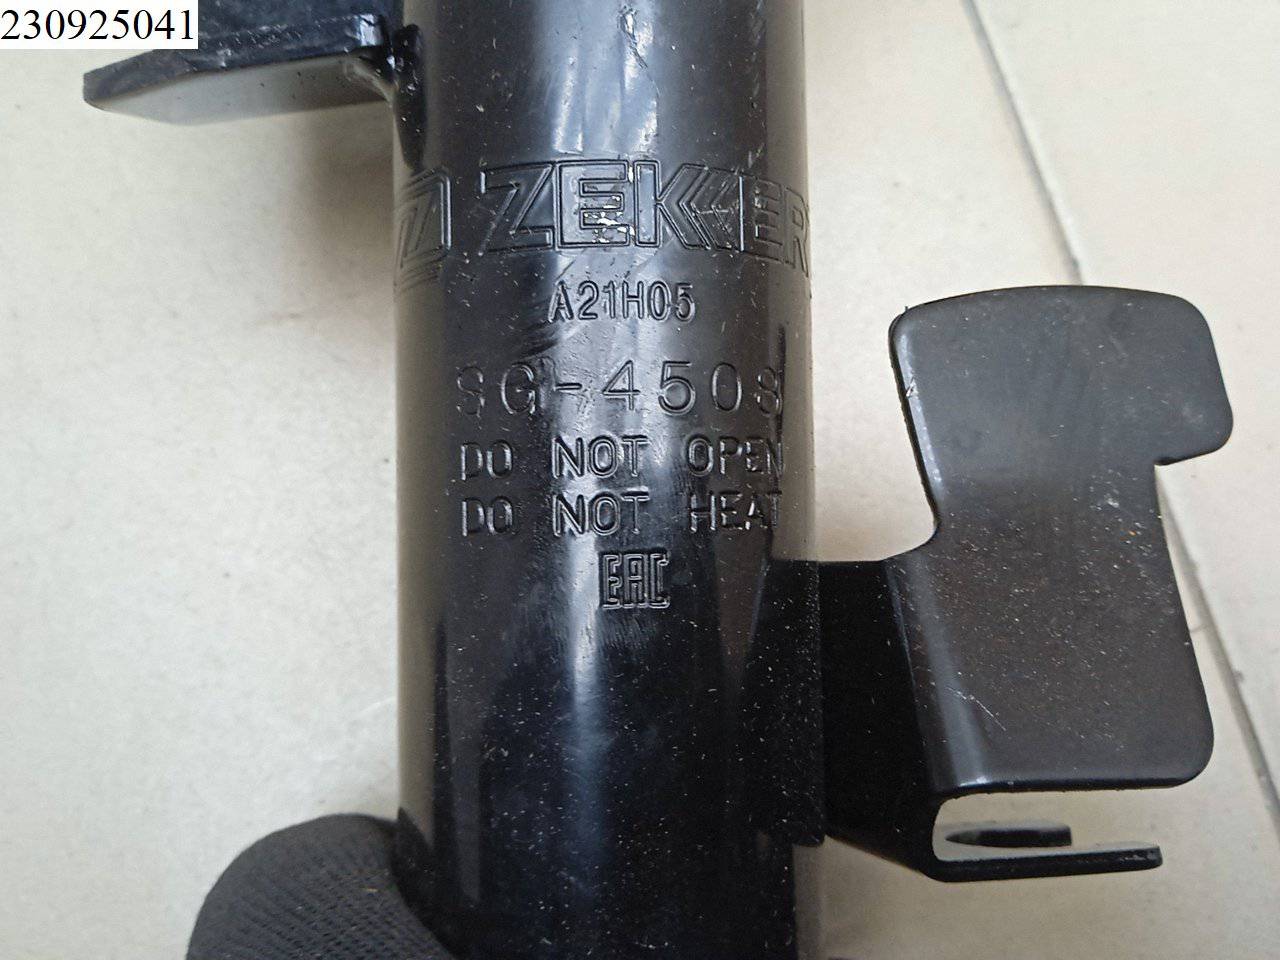 230925041
Z ZEKKERT
A21H05
SG-4508
DO NOT OPEN
DO NOT HEAT
EAC